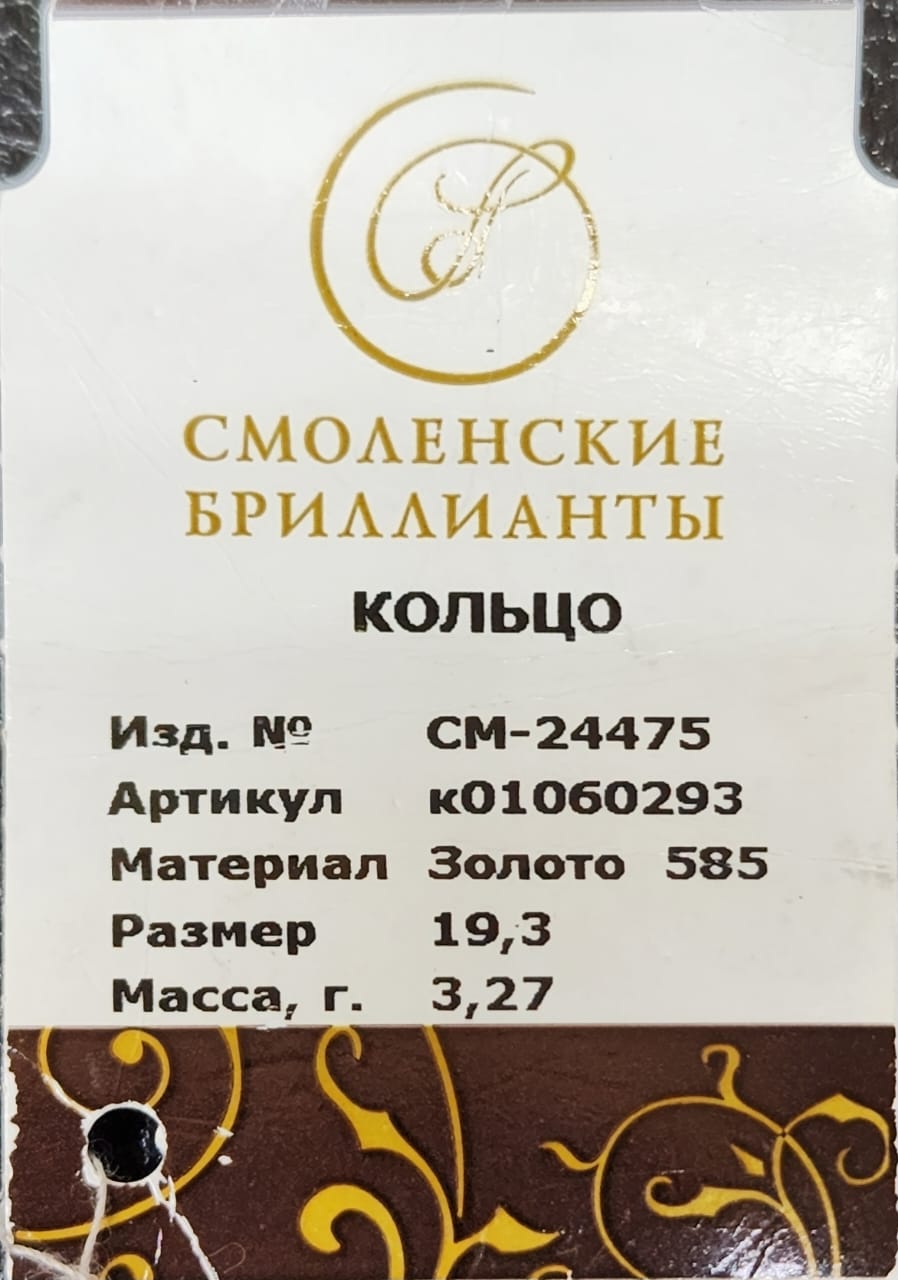 СМОЛЕНСКИЕ
БРИЛЛИАНТЫ
КОЛЬЦО
Изд. № СМ-24475
Артикул к01060293
Материал Золото 585
Размер 19,3
Масса, г. 3,27